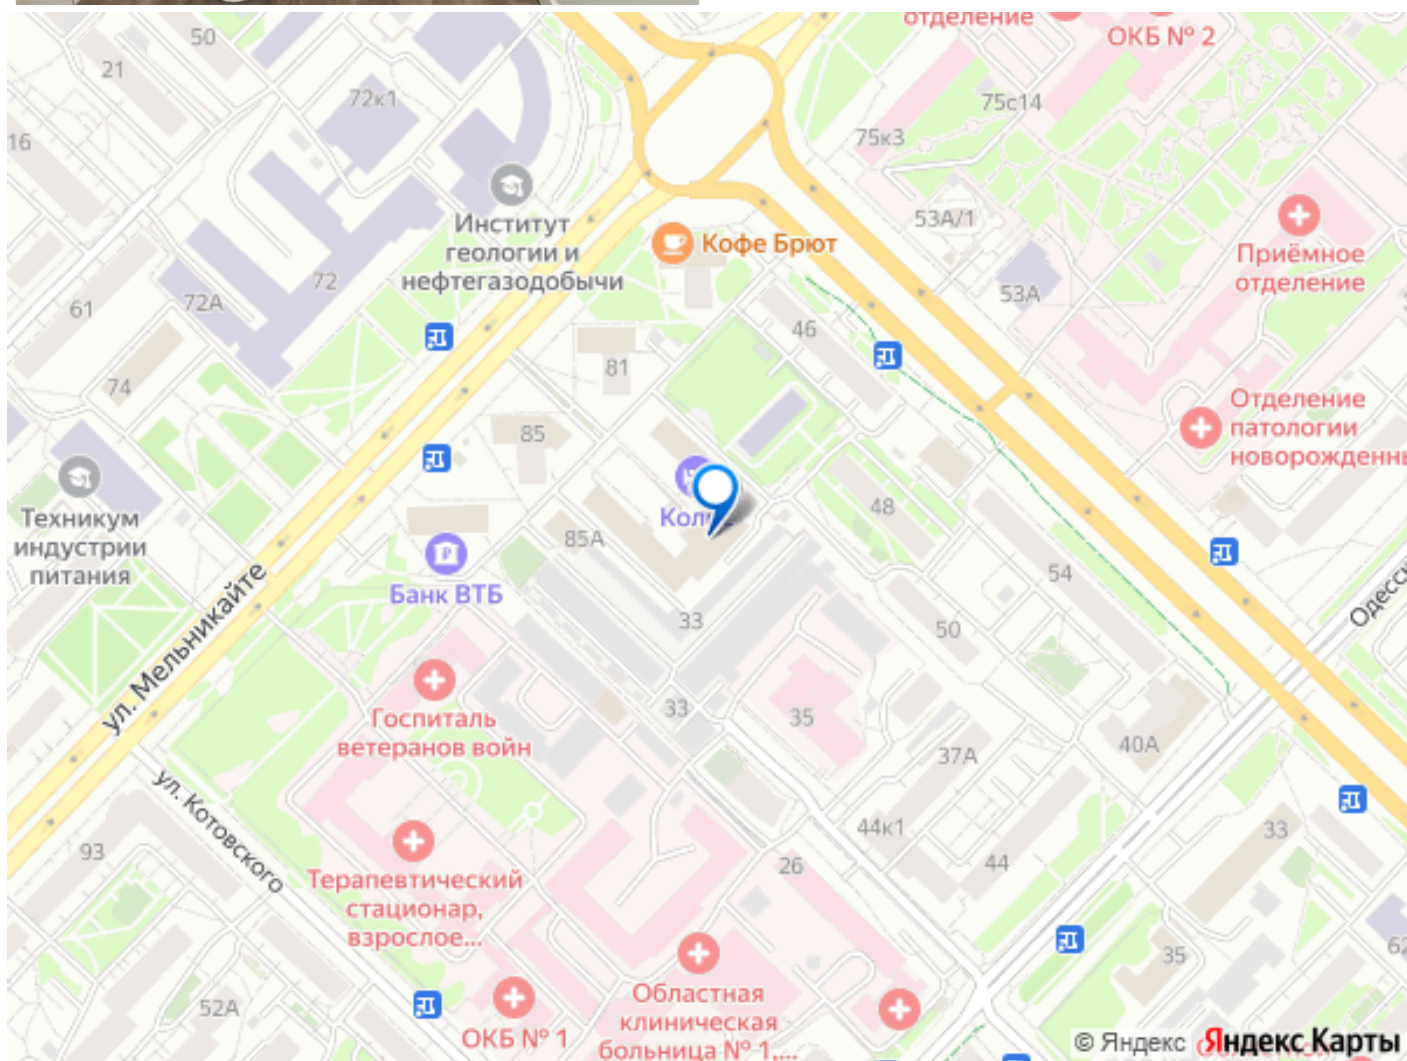 отделение
ОКБ № 2
50
21
72к1
75с14
16
75к3
Институт
геологии и
нефтегазодобычи
53А/1
Кофе Брют
Приёмное
отделение
72
72А
61
53А
46
81
74
Отделение
патологии
новорожденны
85
Техникум
индустрии
питания
48
85А
Банк ВТБ
54
33
50
Одесск
ул. Мельникайте
Госпиталь
ветеранов войн
33
35
40А
37А
ул. Котовского
93
44к1
33
44
26
Терапевтический
стационар,
взрослое...
62
35
52А
ОКБ № 1
Областная
клиническая
больница № 1,...
© Яндекс Яндекс Карты